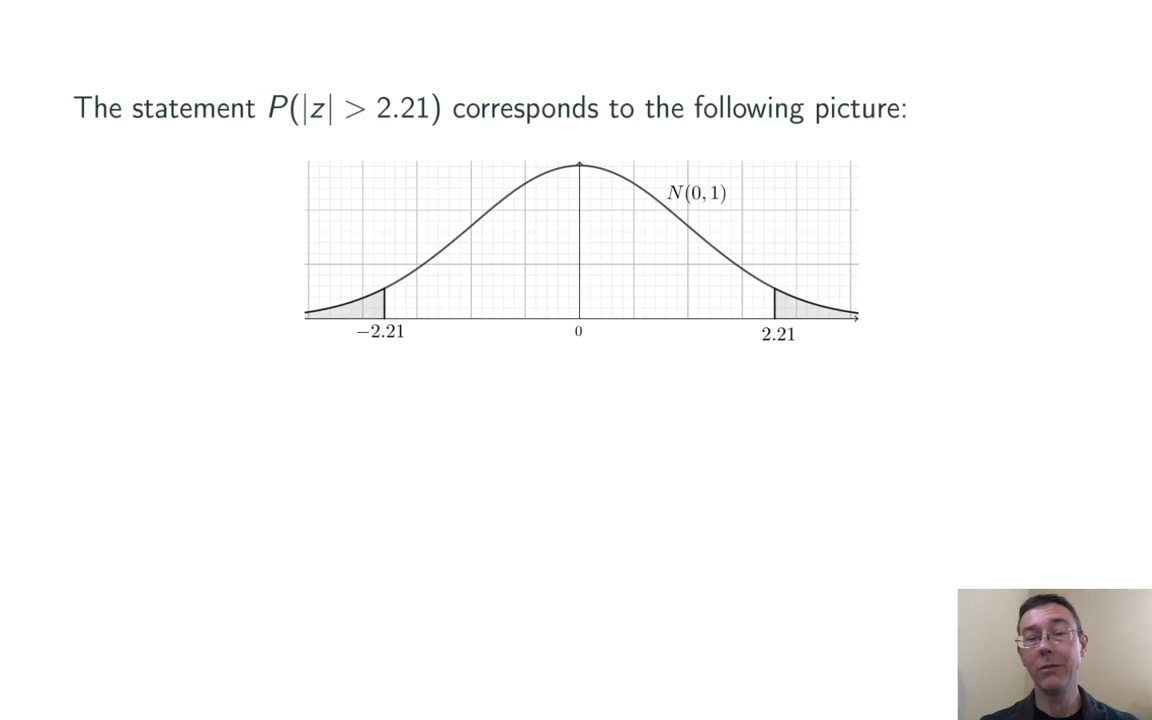 The statement P(|z| > 2.21) corresponds to the following picture:
N(0, 1)
−2.21 0 2.21